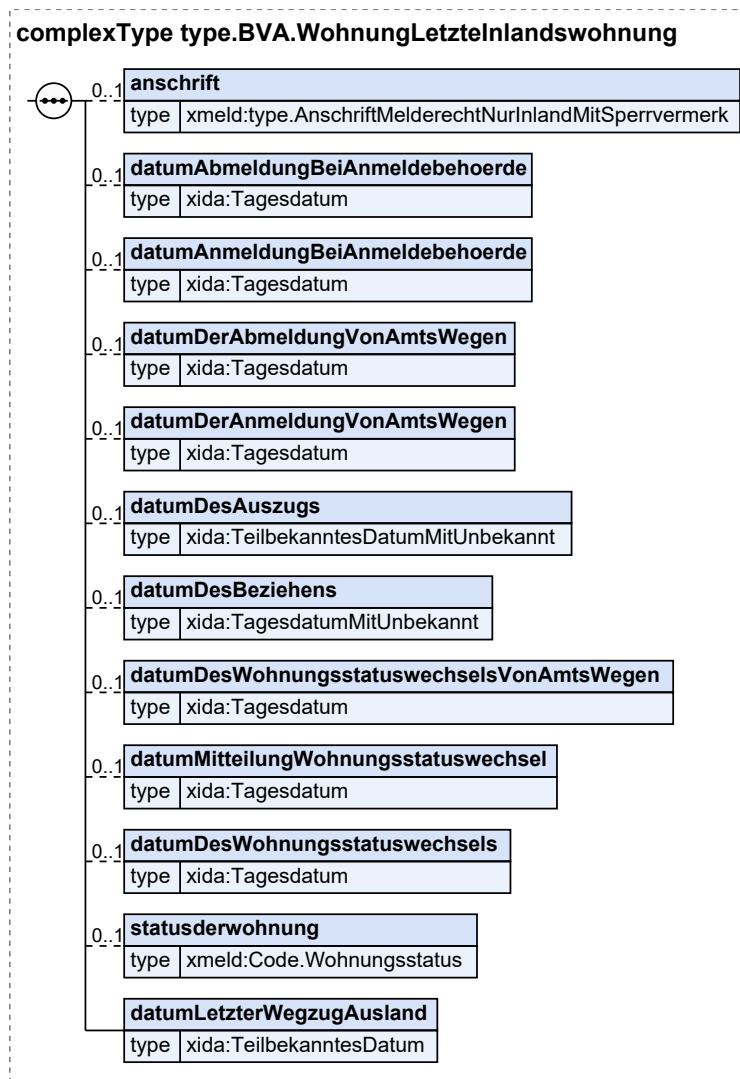 complexType type.BVA.WohnungLetzteInlandswohnung
0..1 anschrift
type xmeld:type.AnschriftMelderechtNurInlandMitSperrvermerk
0..1 datumAbmeldungBeiAnmeldebehoerde
type xida:Tagesdatum
0..1 datumAnmeldungBeiAnmeldebehoerde
type xida:Tagesdatum
0..1 datumDerAbmeldungVonAmtsWegen
type xida:Tagesdatum
0..1 datumDerAnmeldungVonAmtsWegen
type xida:Tagesdatum
0..1 datumDesAuszugs
type xida:TeilbekanntesDatumMitUnbekannt
0..1 datumDesBeziehens
type xida:TagesdatumMitUnbekannt
0..1 datumDesWohnungsstatuswechselsVonAmtsWegen
type xida:Tagesdatum
0..1 datumMitteilungWohnungsstatuswechsel
type xida:Tagesdatum
0..1 datumDesWohnungsstatuswechsels
type xida:Tagesdatum
0..1 statusderwohnung
type xmeld:Code.Wohnungsstatus
datumLetzterWegzugAusland
type xida:TeilbekanntesDatum